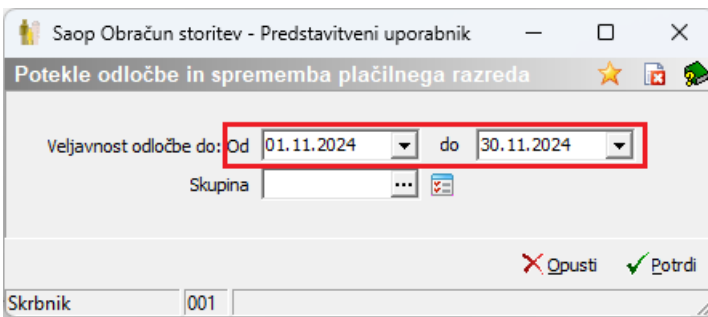 Saop Obračun storitev - Predstavitveni uporabnik
Potekle odločbe in sprememba plačilnega razreda
Veljavnost odločbe do: Od 01.11.2024 do 30.11.2024
Skupina
Opusti Potrdi
Skrbnik 001